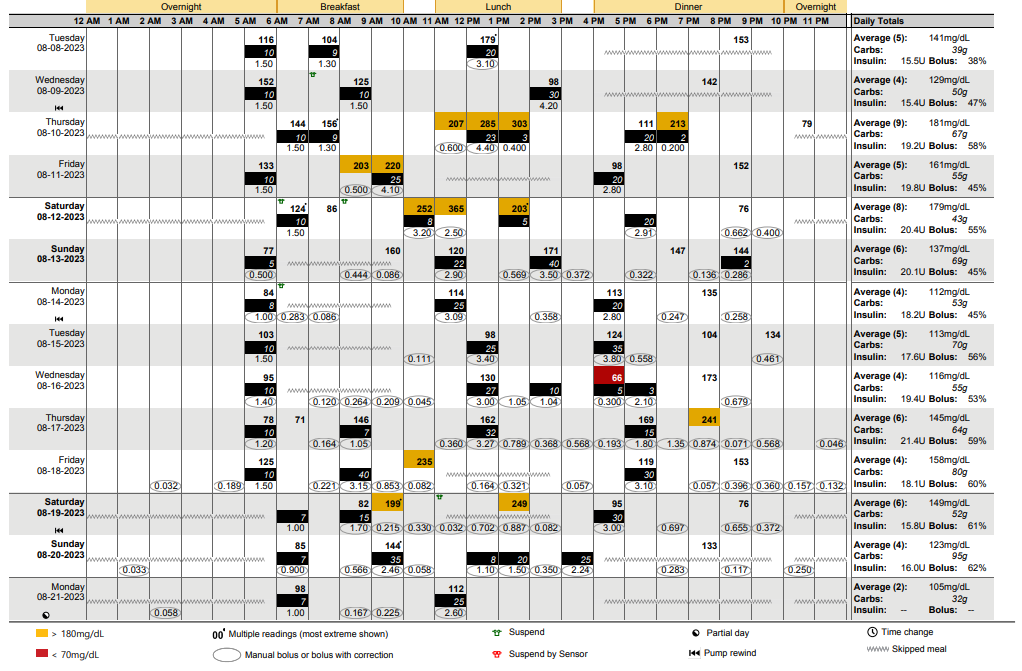 Overnight Breakfast Lunch Dinner Overnight
12 AM 1 AM 2 AM 3 AM 4 AM 5 AM 6 AM 7 AM 8 AM 9 AM 10 AM 11 AM 12 PM 1 PM 2 PM 3 PM 4 PM 5 PM 6 PM 7 PM 8 PM 9 PM 10 PM 11 PM Daily Totals
Tuesday 116 104 179 153 Average (5): 141mg/dL
08-08-2023 10 9 20 Carbs: 39g
1.50 1.30 3.10 Insulin: 15.5U Bolus: 38%
Wednesday 152 125 98 142 Average (4): 129mg/dL
08-09-2023 10 10 30 Carbs: 50g
1.50 1.50 4.20 Insulin: 15.4U Bolus: 47%
Thursday 144 156 207 285 303 111 213 79 Average (9): 181mg/dL
08-10-2023 10 9 23 3 20 2 Carbs: 67g
1.50 1.30 0.600 4.40 0.400 2.80 0.200 Insulin: 19.2U Bolus: 58%
Friday 133 203 220 98 152 Average (5): 161mg/dL
08-11-2023 10 25 20 Carbs: 55g
1.50 0.500 4.10 2.80 Insulin: 19.8U Bolus: 45%
Saturday 124 86 252 365 203 76 Average (8): 179mg/dL
08-12-2023 10 8 5 20 Carbs: 43g
1.50 3.20 2.50 2.91 0.662 0.400 Insulin: 20.4U Bolus: 55%
Sunday 77 160 120 171 147 144 Average (6): 137mg/dL
08-13-2023 5 22 40 2 Carbs: 69g
0.500 0.444 0.086 2.90 0.569 3.50 0.372 0.322 0.136 0.286 Insulin: 20.1U Bolus: 45%
Monday 84 114 113 135 Average (4): 112mg/dL
08-14-2023 8 25 20 Carbs: 53g
1.00 0.283 0.086 3.09 0.358 2.80 0.247 0.258 Insulin: 18.2U Bolus: 45%
Tuesday 103 98 124 104 134 Average (5): 113mg/dL
08-15-2023 10 25 35 Carbs: 70g
1.50 0.111 3.40 3.80 0.558 0.461 Insulin: 17.6U Bolus: 56%
Wednesday 95 130 66 173 Average (4): 116mg/dL
08-16-2023 10 27 10 5 3 Carbs: 55g
1.40 0.120 0.264 0.209 0.045 3.00 1.05 1.04 0.300 2.10 0.679 Insulin: 19.4U Bolus: 53%
Thursday 78 71 146 162 169 241 Average (6): 145mg/dL
08-17-2023 10 7 32 15 Carbs: 64g
1.20 0.164 1.05 0.360 3.27 0.789 0.368 0.568 0.193 1.80 1.35 0.874 0.071 0.568 0.046 Insulin: 21.4U Bolus: 59%
Friday 125 235 119 153 Average (4): 158mg/dL
08-18-2023 10 40 30 Carbs: 80g
0.032 0.189 1.50 0.221 3.15 0.853 0.082 0.164 0.321 0.057 3.10 0.057 0.396 0.360 0.157 0.132 Insulin: 18.1U Bolus: 60%
Saturday 82 199 249 95 76 Average (6): 149mg/dL
08-19-2023 7 15 30 Carbs: 52g
1.00 1.70 0.215 0.330 0.032 0.702 0.887 0.082 3.00 0.697 0.655 0.372 Insulin: 15.8U Bolus: 61%
Sunday 85 144 133 Average (4): 123mg/dL
08-20-2023 7 35 8 20 25 Carbs: 95g
0.033 0.900 0.566 2.46 0.058 1.10 1.50 0.350 2.24 0.283 0.117 0.250 Insulin: 16.0U Bolus: 62%
Monday 98 112 Average (2): 105mg/dL
08-21-2023 7 25 Carbs: 32g
0.058 1.00 0.167 0.225 2.60 Insulin: -- Bolus: --
> 180mg/dL 00 Multiple readings (most extreme shown) Suspend Partial day Time change
< 70mg/dL Manual bolus or bolus with correction Suspend by Sensor Pump rewind Skipped meal